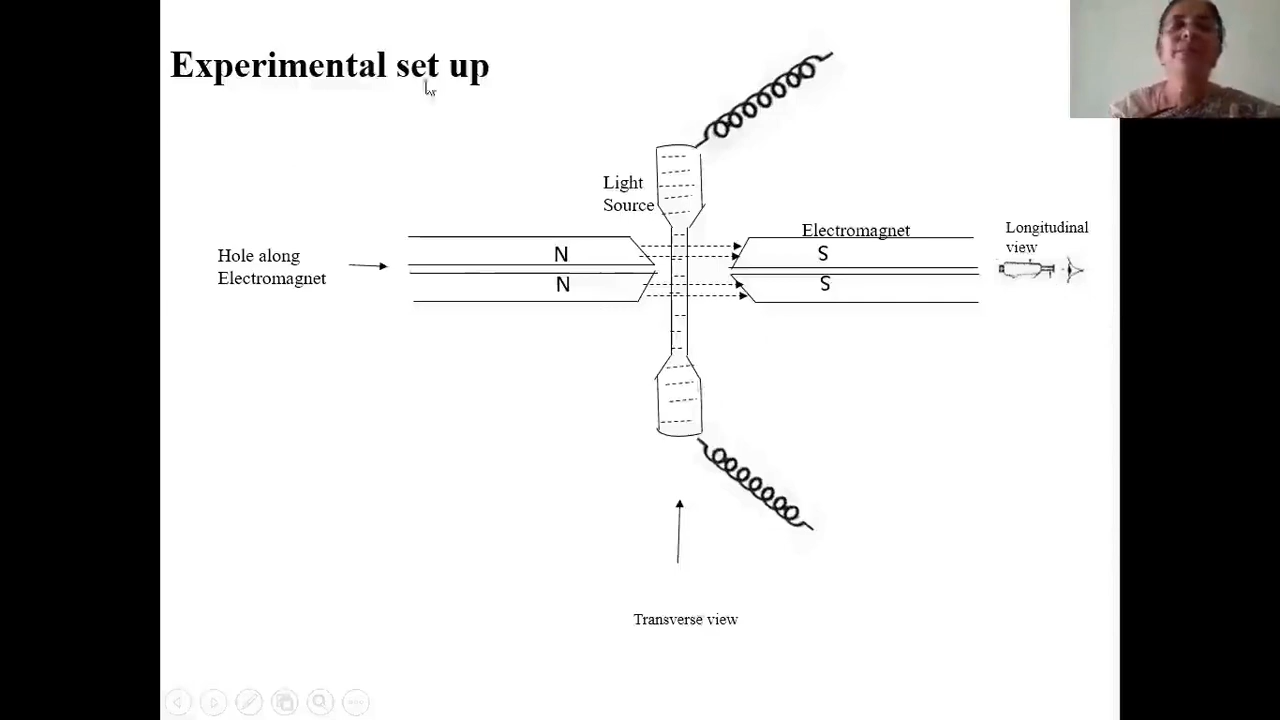 Experimental set up
Light
Source
Electromagnet
Longitudinal
view
Hole along
Electromagnet
N
S
N
S
Transverse view